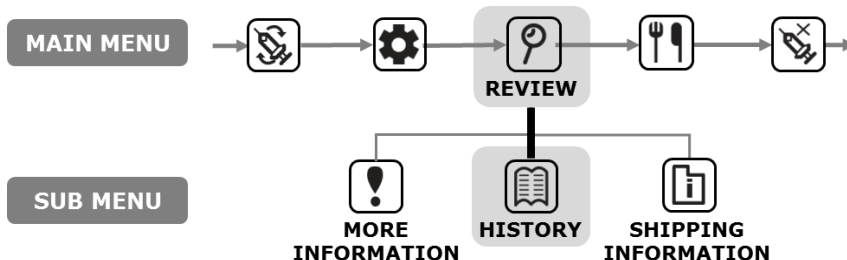 MAIN MENU
REVIEW
SUB MENU
MORE
INFORMATION
HISTORY
SHIPPING
INFORMATION